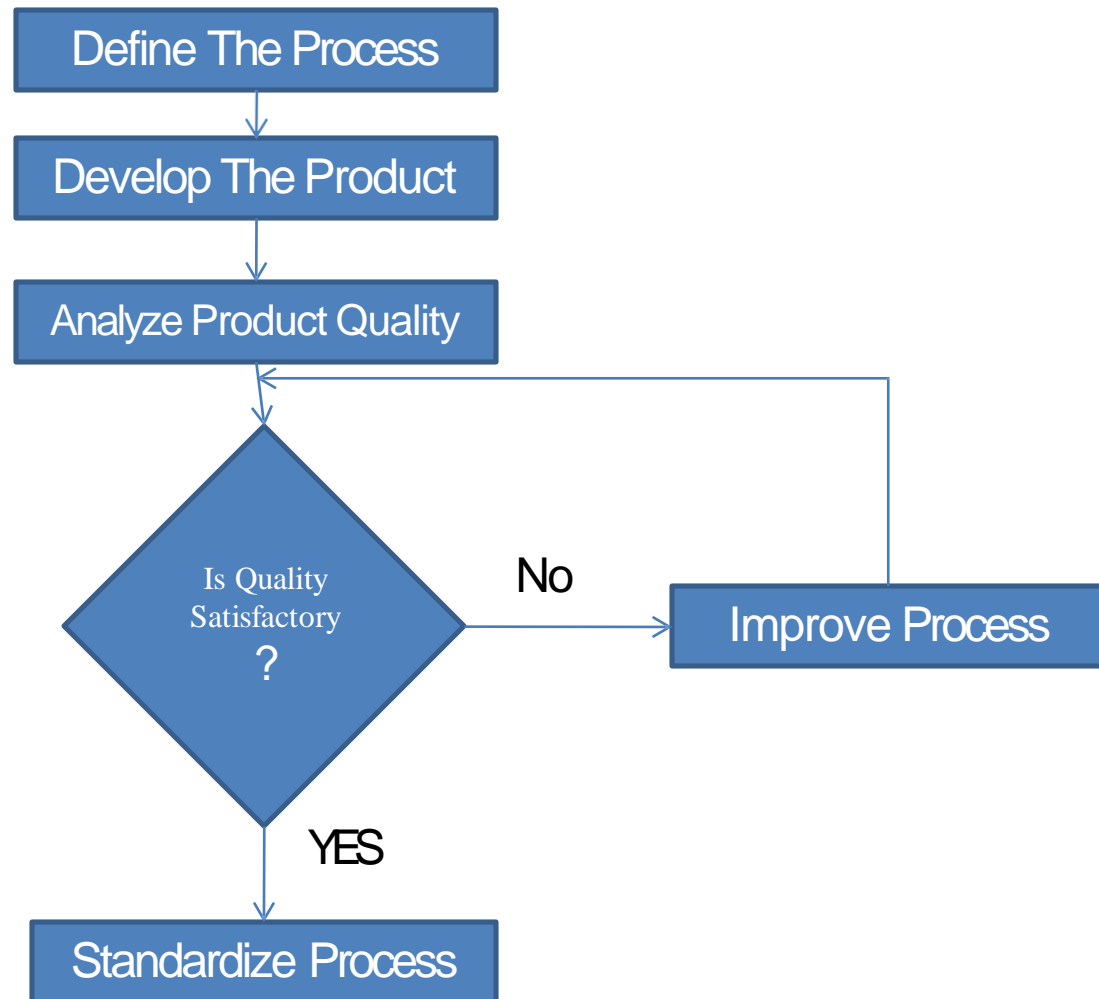 Define The Process
Develop The Product
Analyze Product Quality
Is Quality
Satisfactory
?
No
Improve Process
YES
Standardize Process